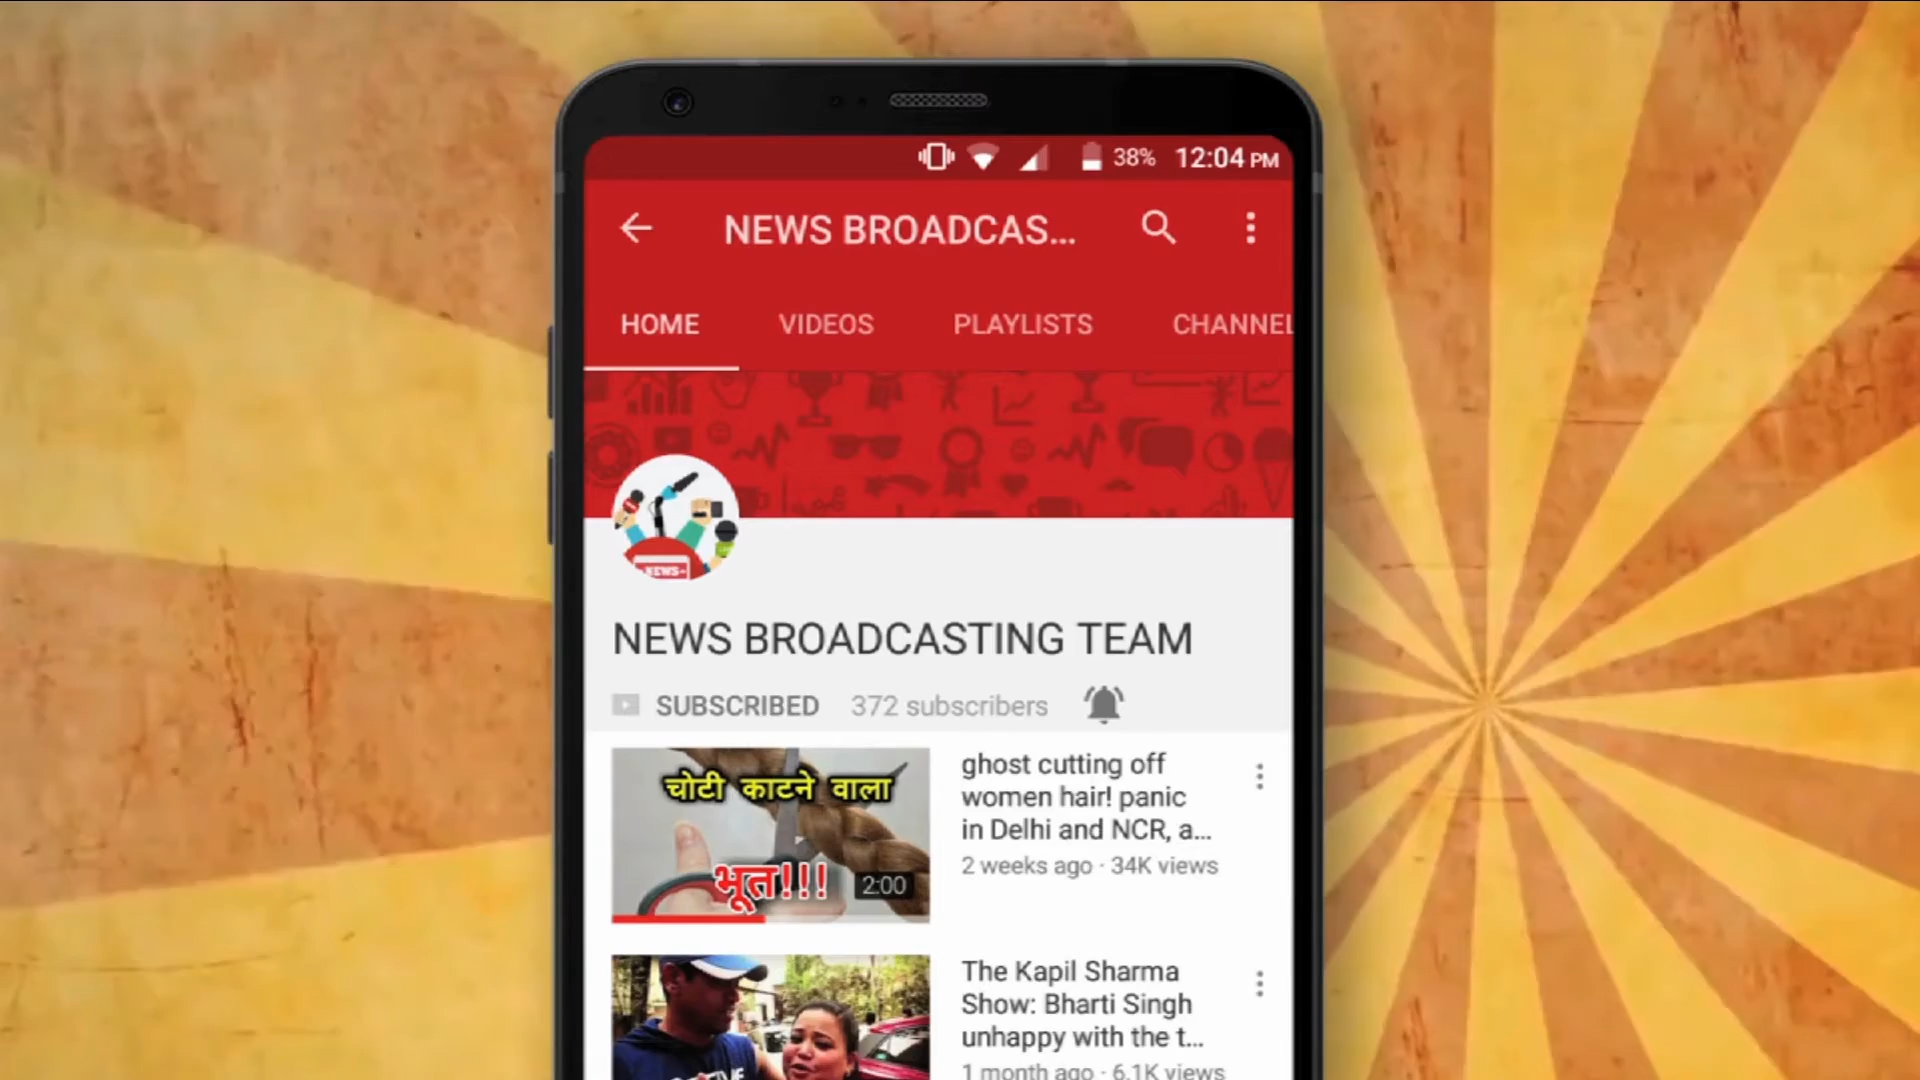 38% 12:04 PM
NEWS BROADCAS...
HOME VIDEOS PLAYLISTS CHANNEL
NEWS
NEWS BROADCASTING TEAM
SUBSCRIBED 372 subscribers
चोटी काटने वाला
भूत!!!
2:00
ghost cutting off
women hair! panic
in Delhi and NCR, a...
2 weeks ago · 34K views
The Kapil Sharma
Show: Bharti Singh
unhappy with the t...
1 month ago · 6.1K views